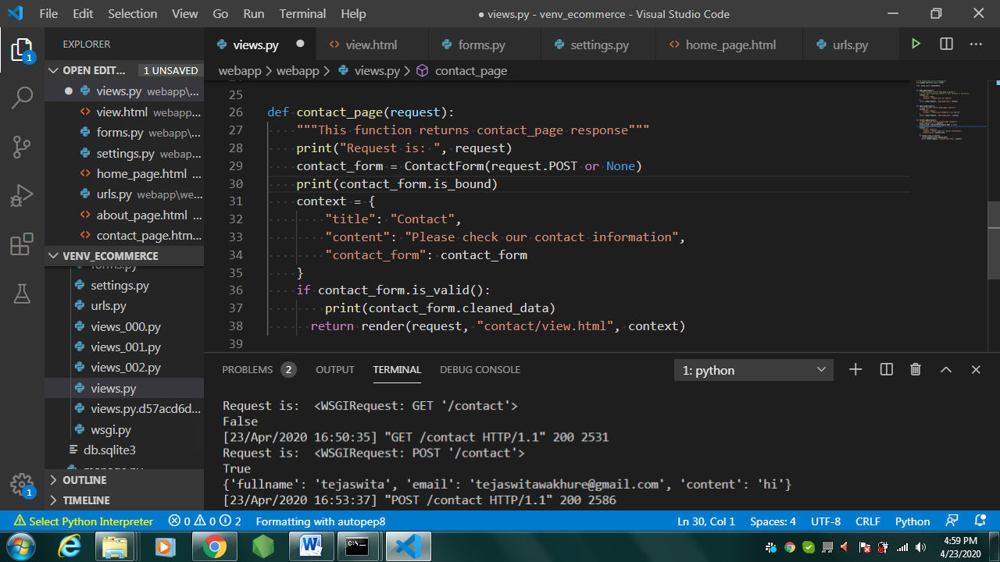 File Edit Selection View Go Run Terminal Help ● views.py - venv_ecommerce - Visual Studio Code
EXPLORER
views.py ● view.html forms.py settings.py home_page.html urls.py
OPEN EDIT... 1 UNSAVED
● views.py webapp\...
view.html webapp...
forms.py webapp\...
settings.py webap...
home_page.html ...
urls.py webapp\we...
about_page.html ...
contact_page.htm...
VENV_ECOMMERCE
forms.py
settings.py
urls.py
views_000.py
views_001.py
views_002.py
views.py
views.py.d57acd6d...
wsgi.py
db.sqlite3
manage.py
OUTLINE
TIMELINE
webapp > webapp > views.py > contact_page
25
26 def contact_page(request):
27 """This function returns contact_page response"""
28 print("Request is: ", request)
29 contact_form = ContactForm(request.POST or None)
30 print(contact_form.is_bound)
31 context = {
32 "title": "Contact",
33 "content": "Please check our contact information",
34 "contact_form": contact_form
35 }
36 if contact_form.is_valid():
37 print(contact_form.cleaned_data)
38 return render(request, "contact/view.html", context)
39
PROBLEMS 2 OUTPUT TERMINAL DEBUG CONSOLE 1: python
Request is:  <WSGIRequest: GET '/contact'>
False
[23/Apr/2020 16:50:35] "GET /contact HTTP/1.1" 200 2531
Request is:  <WSGIRequest: POST '/contact'>
True
{'fullname': 'tejaswita', 'email': 'tejaswitawakhure@gmail.com', 'content': 'hi'}
[23/Apr/2020 16:53:37] "POST /contact HTTP/1.1" 200 2586
1
1
Select Python Interpreter 0 0 2 Formatting with autopep8 Ln 30, Col 1 Spaces: 4 UTF-8 CRLF Python
4:59 PM
4/23/2020